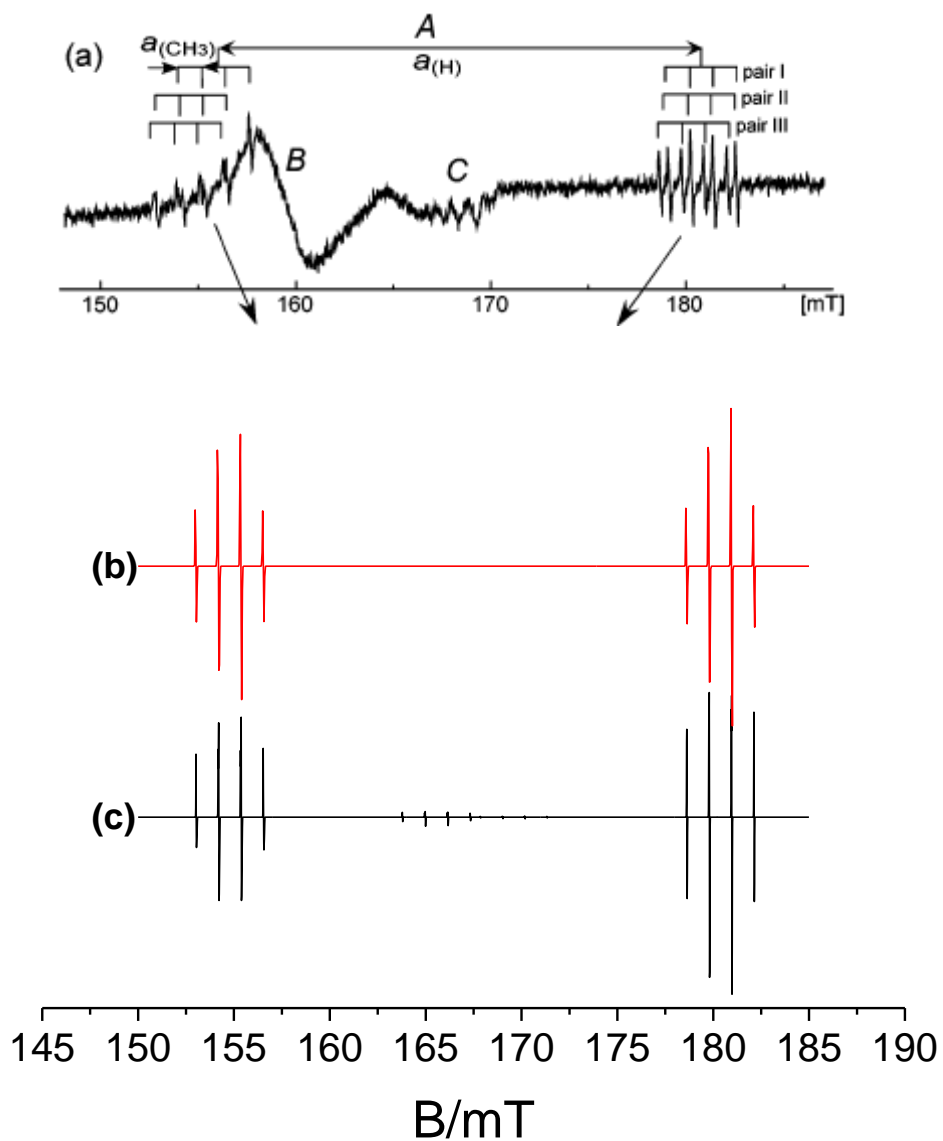 A
(a)
a(CH3)
a(H)
pair I
pair II
pair III
B
C
150 160 170 180 [mT]
(b)
(c)
145 150 155 160 165 170 175 180 185 190
B/mT